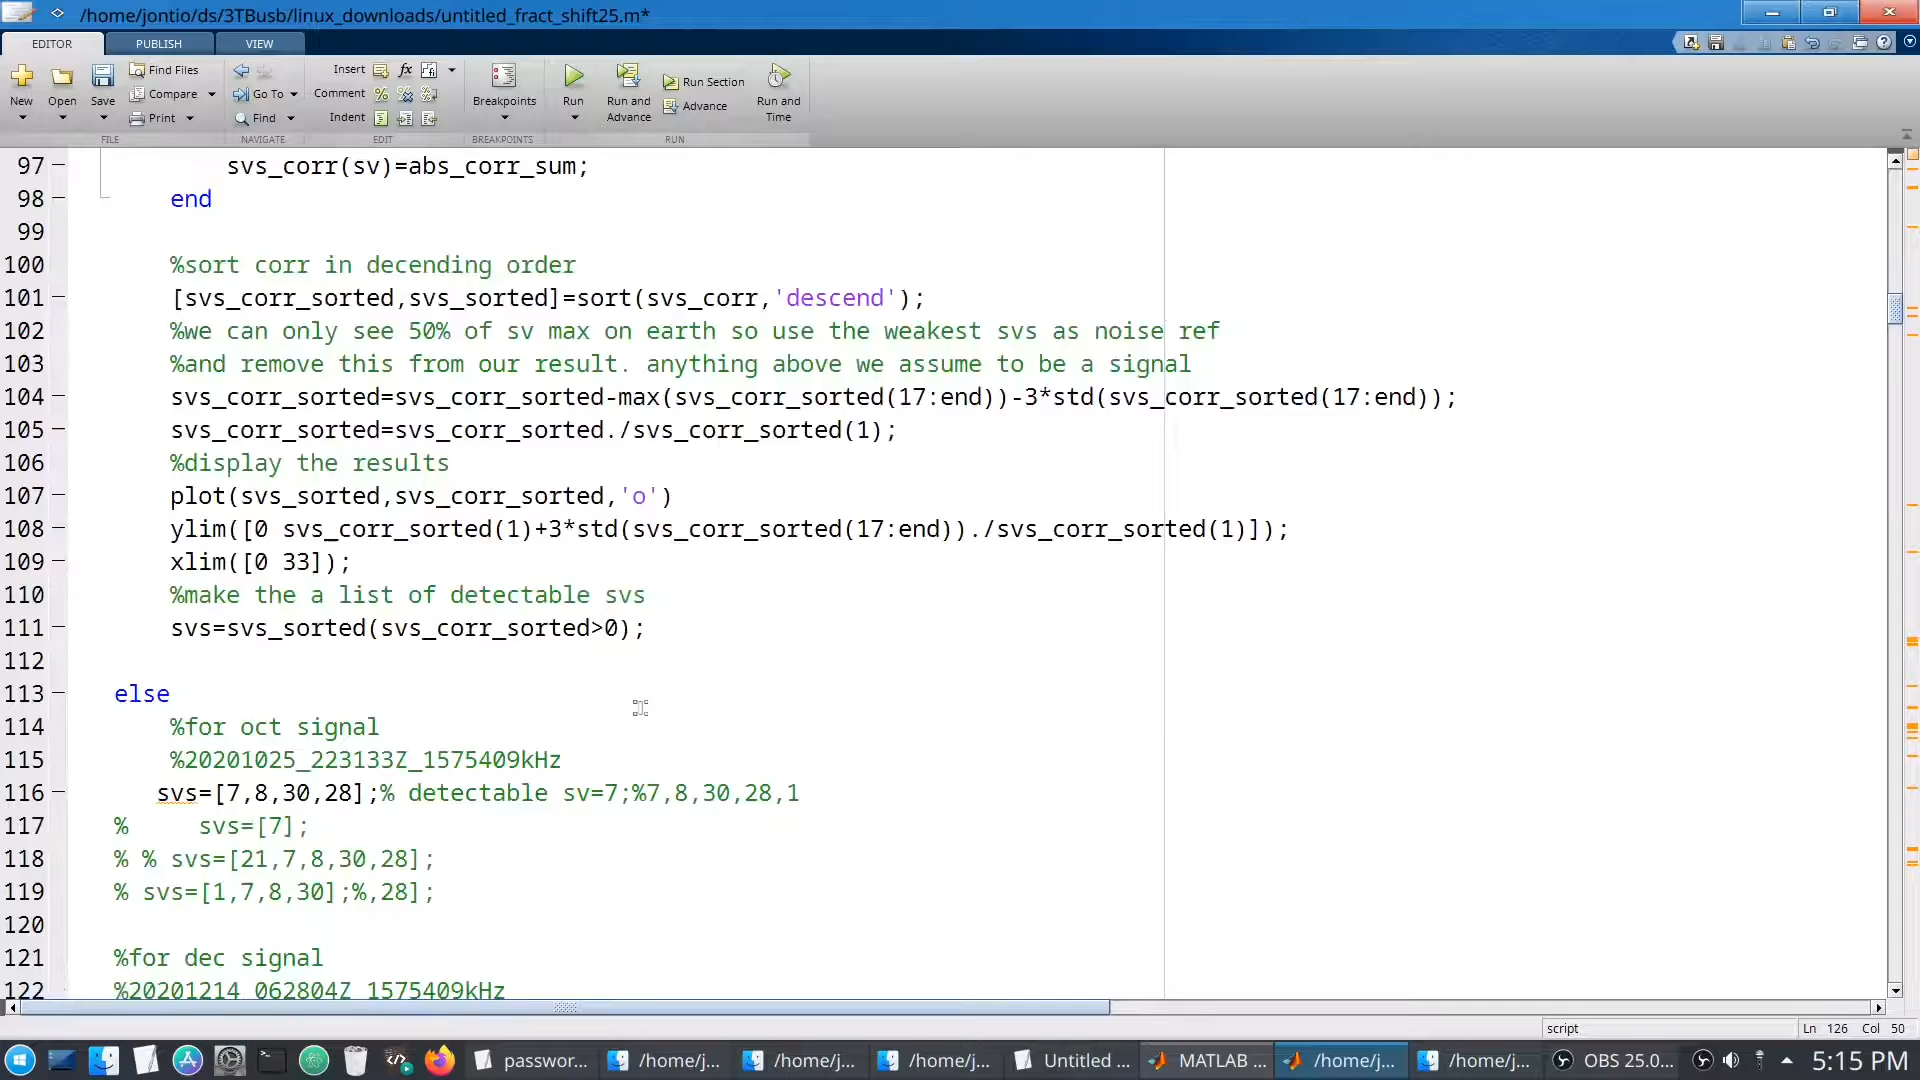 /home/jontio/ds/3TBusb/linux_downloads/untitled_fract_shift25.m*
EDITOR PUBLISH VIEW
New Open Save Find Files Compare Print
Go To Find
Insert fx Comment Indent
Breakpoints
Run Run and Advance Run Section Advance Run and Time
FILE NAVIGATE EDIT BREAKPOINTS RUN
97 svs_corr(sv)=abs_corr_sum;
98 end
99
100 %sort corr in decending order
101 [svs_corr_sorted,svs_sorted]=sort(svs_corr,'descend');
102 %we can only see 50% of sv max on earth so use the weakest svs as noise ref
103 %and remove this from our result. anything above we assume to be a signal
104 svs_corr_sorted=svs_corr_sorted-max(svs_corr_sorted(17:end))-3*std(svs_corr_sorted(17:end));
105 svs_corr_sorted=svs_corr_sorted./svs_corr_sorted(1);
106 %display the results
107 plot(svs_sorted,svs_corr_sorted,'o')
108 ylim([0 svs_corr_sorted(1)+3*std(svs_corr_sorted(17:end))./svs_corr_sorted(1)]);
109 xlim([0 33]);
110 %make the a list of detectable svs
111 svs=svs_sorted(svs_corr_sorted>0);
112
113 else
114 %for oct signal
115 %20201025_223133Z_1575409kHz
116 svs=[7,8,30,28];% detectable sv=7;%7,8,30,28,1
117 % svs=[7];
118 % % svs=[21,7,8,30,28];
119 % svs=[1,7,8,30];%,28];
120
121 %for dec signal
122 %20201214_062804Z_1575409kHz
script Ln 126 Col 50
passwor... /home/j... /home/j... /home/j... Untitled ... MATLAB ... /home/j... /home/j... OBS 25.0... 5:15 PM